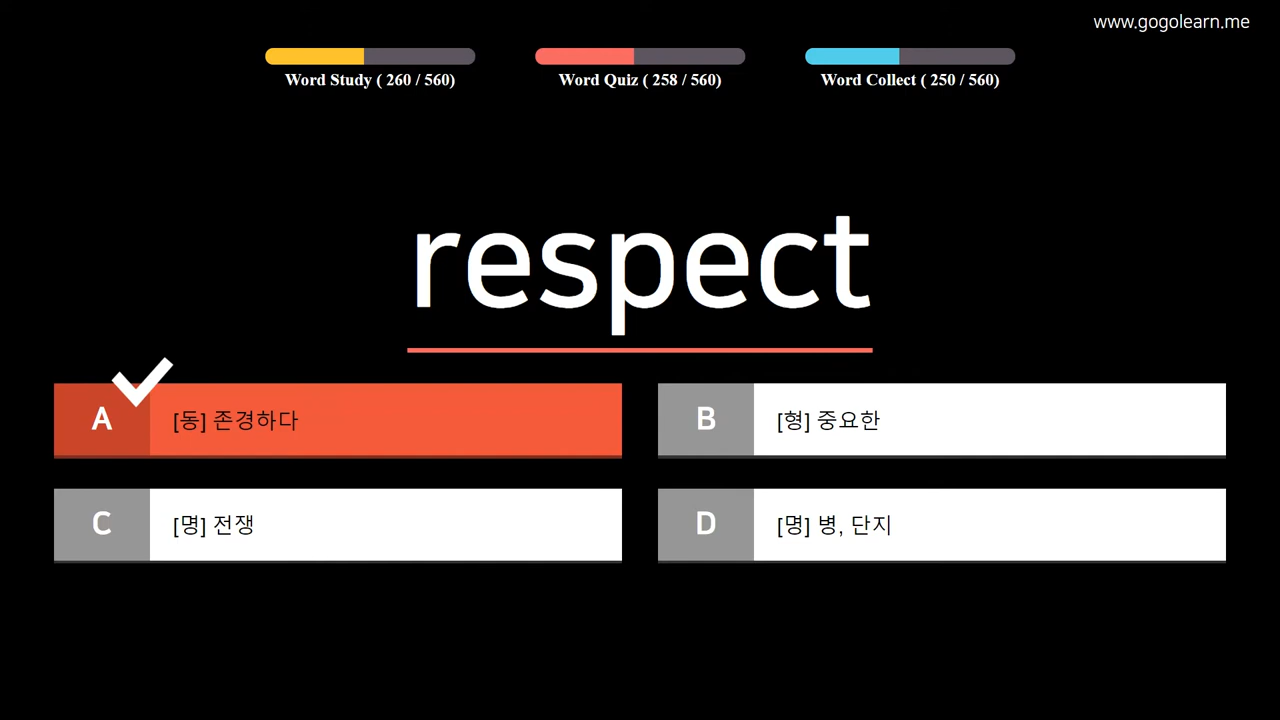 www.gogolearn.me
Word Study ( 260 / 560)
Word Quiz ( 258 / 560)
Word Collect ( 250 / 560)
respect
A
[동] 존경하다
B
[형] 중요한
C
[명] 전쟁
D
[명] 병, 단지